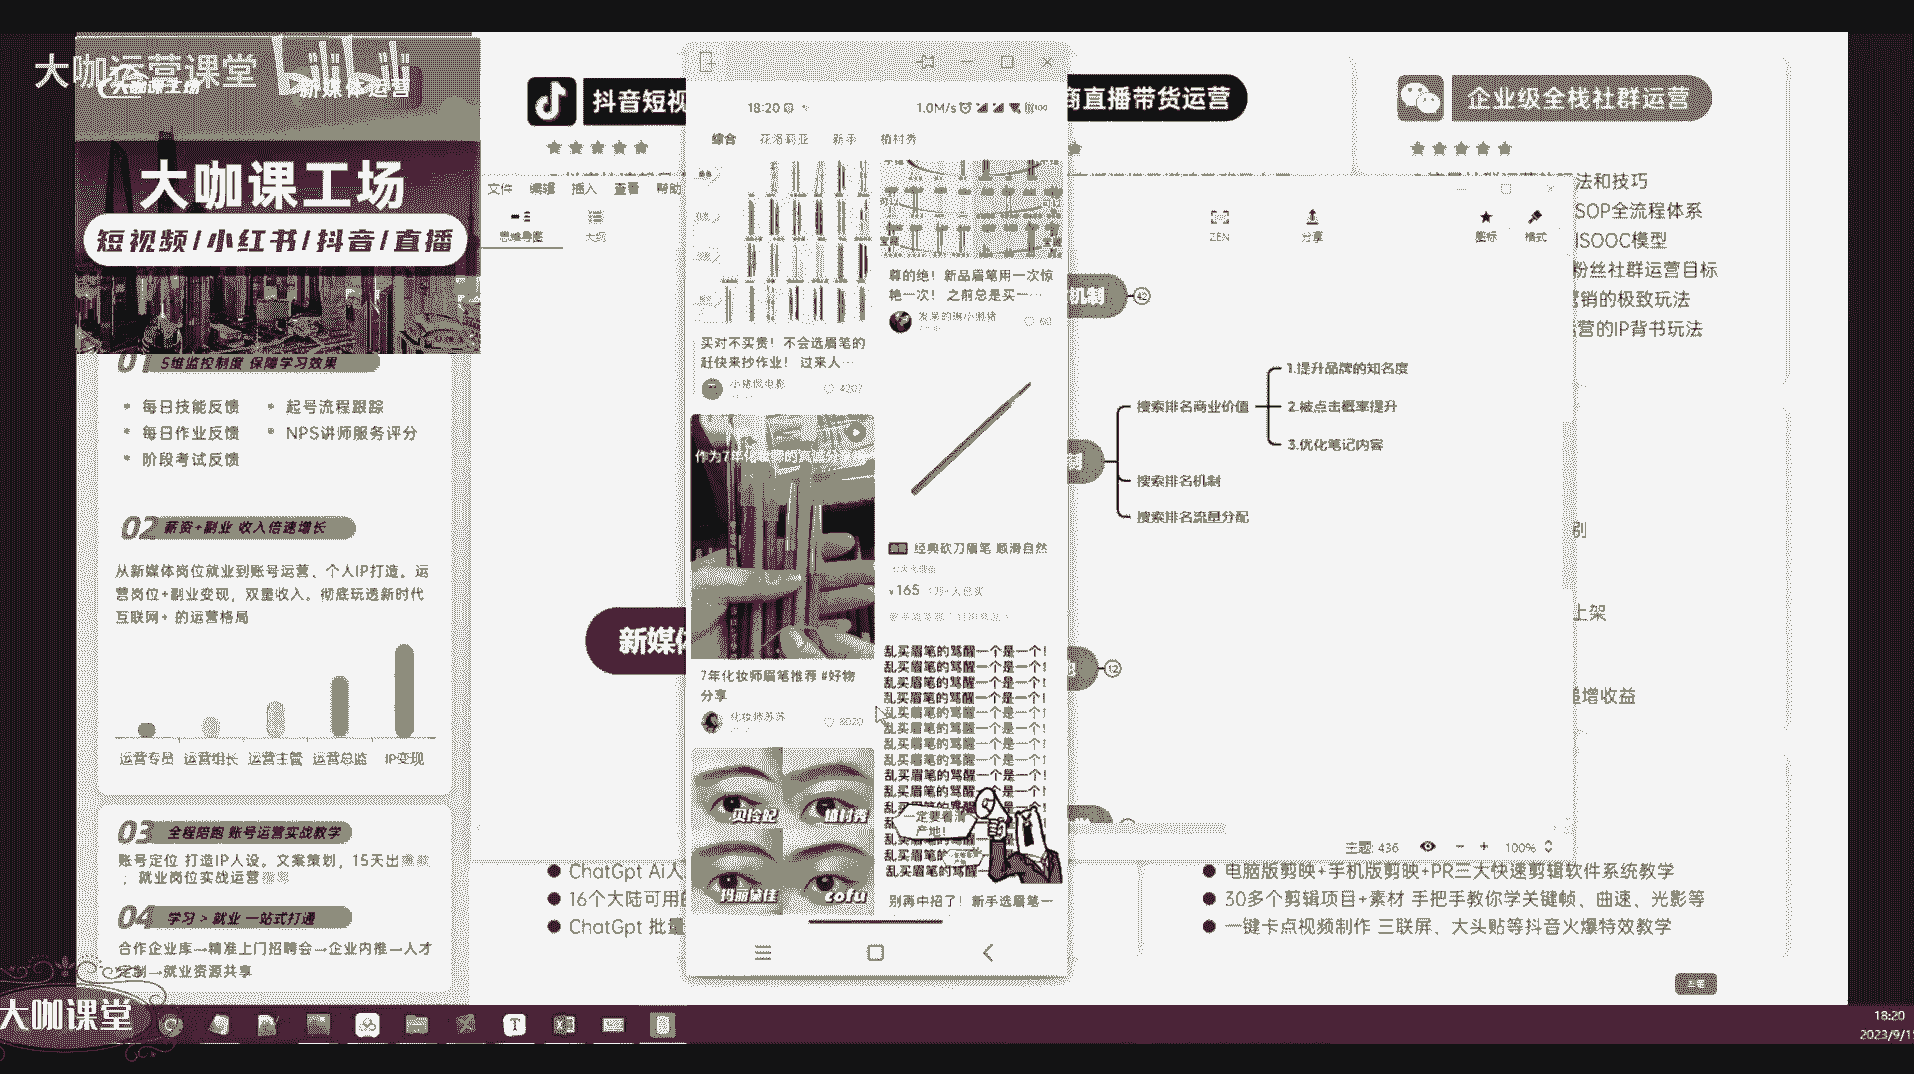 大咖运营课堂
bilibili
新媒体运营
大咖课工场
短视频/小红书/抖音/直播
01 5维监控制度 保障学习效果
每日技能反馈
起号流程跟踪
每日作业反馈
NPS讲师服务评分
阶段考试反馈
02 薪资+副业 收入倍速增长
从新媒体岗位就业到账号运营、个人IP打造。运
营岗位+副业变现，双重收入。彻底玩透新时代
互联网+ 的运营格局
运营专员 运营组长 运营主管 运营总监 IP变现
03 全程陪跑 账号运营实战教学
账号定位 打造IP人设。文案策划，15天出
；就业岗位实战运营
04 学习 > 就业 一站式打通
合作企业库→精准上门招聘会→企业内推→人才
定制→就业资源共享
大咖课堂
抖音短视
商直播带货运营
企业级全栈社群运营
法和技巧
SOP全流程体系
ISOOC模型
粉丝社群运营目标
营销的极致玩法
运营的IP背书玩法
上架
递增收益
文件 编辑 插入 查看 帮助
思维导图 大纲
ZEN 分享 图标 格式
新媒体
机制 42
制
搜索排名商业价值
1.提升品牌的知名度
2.被点击概率提升
3.优化笔记内容
搜索排名机制
搜索排名流量分配
12
主题: 436
100%
18:20
1.0M/s
100
综合 花洛莉亚 新手 植村秀
买对不买贵！不会选眉笔的
赶快来抄作业！ 过来人…
小猪侃电影
4207
尊的绝！新品眉笔用一次惊
艳一次！ 之前总是买一…
60
作为7年化妆师的真诚分享
7年化妆师眉笔推荐 #好物
分享
化妆师苏苏
8020
经典砍刀眉笔 顺滑自然
¥165 1万+人已买
乱买眉笔的骂醒一个是一个!
乱买眉笔的骂醒一个是一个!
乱买眉笔的骂醒一个是一个!
乱买眉笔的骂醒一个是一个!
乱买眉笔的骂醒一个是一个!
乱买眉笔的骂醒一个是一个!
乱买眉笔的骂醒一个是一个!
乱买眉笔的骂醒一个是一个!
乱买眉笔的骂醒一个是一个!
乱买眉笔的骂醒一个是一个!
一定要看清
产地!
别再中招了！新手选眉笔一
贝玲妃
植村秀
玛丽黛佳
cofu
ChatGpt AI人
16个大陆可用的
ChatGpt 批量
电脑版剪映+手机版剪映+PR三大快速剪辑软件系统教学
30多个剪辑项目+素材 手把手教你学关键帧、曲速、光影等
一键卡点视频制作 三联屏、大头贴等抖音火爆特效教学
18:20
2023/9/1